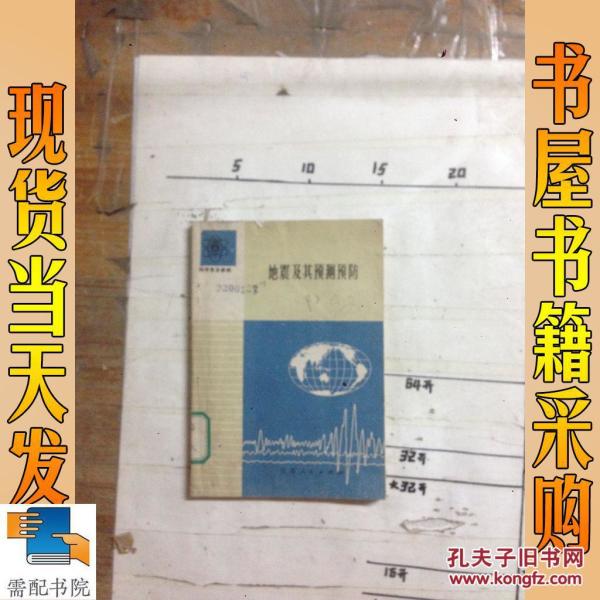 现货当天发
书屋书籍采购
5 10 15 20
地震及其预测预防
64开
32开
大32开
16开
需配书院
孔夫子旧书网
www.kongfz.com